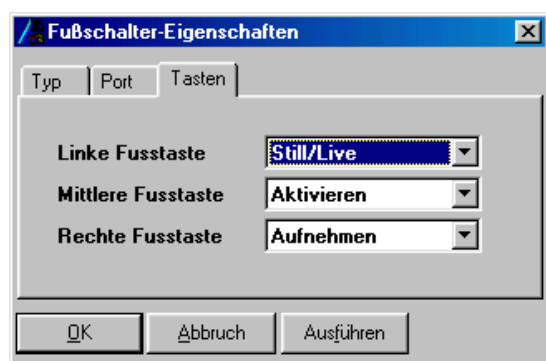 Fußschalter-Eigenschaften
Typ Port Tasten
Linke Fusstaste Still/Live
Mittlere Fusstaste Aktivieren
Rechte Fusstaste Aufnehmen
OK Abbruch Ausführen